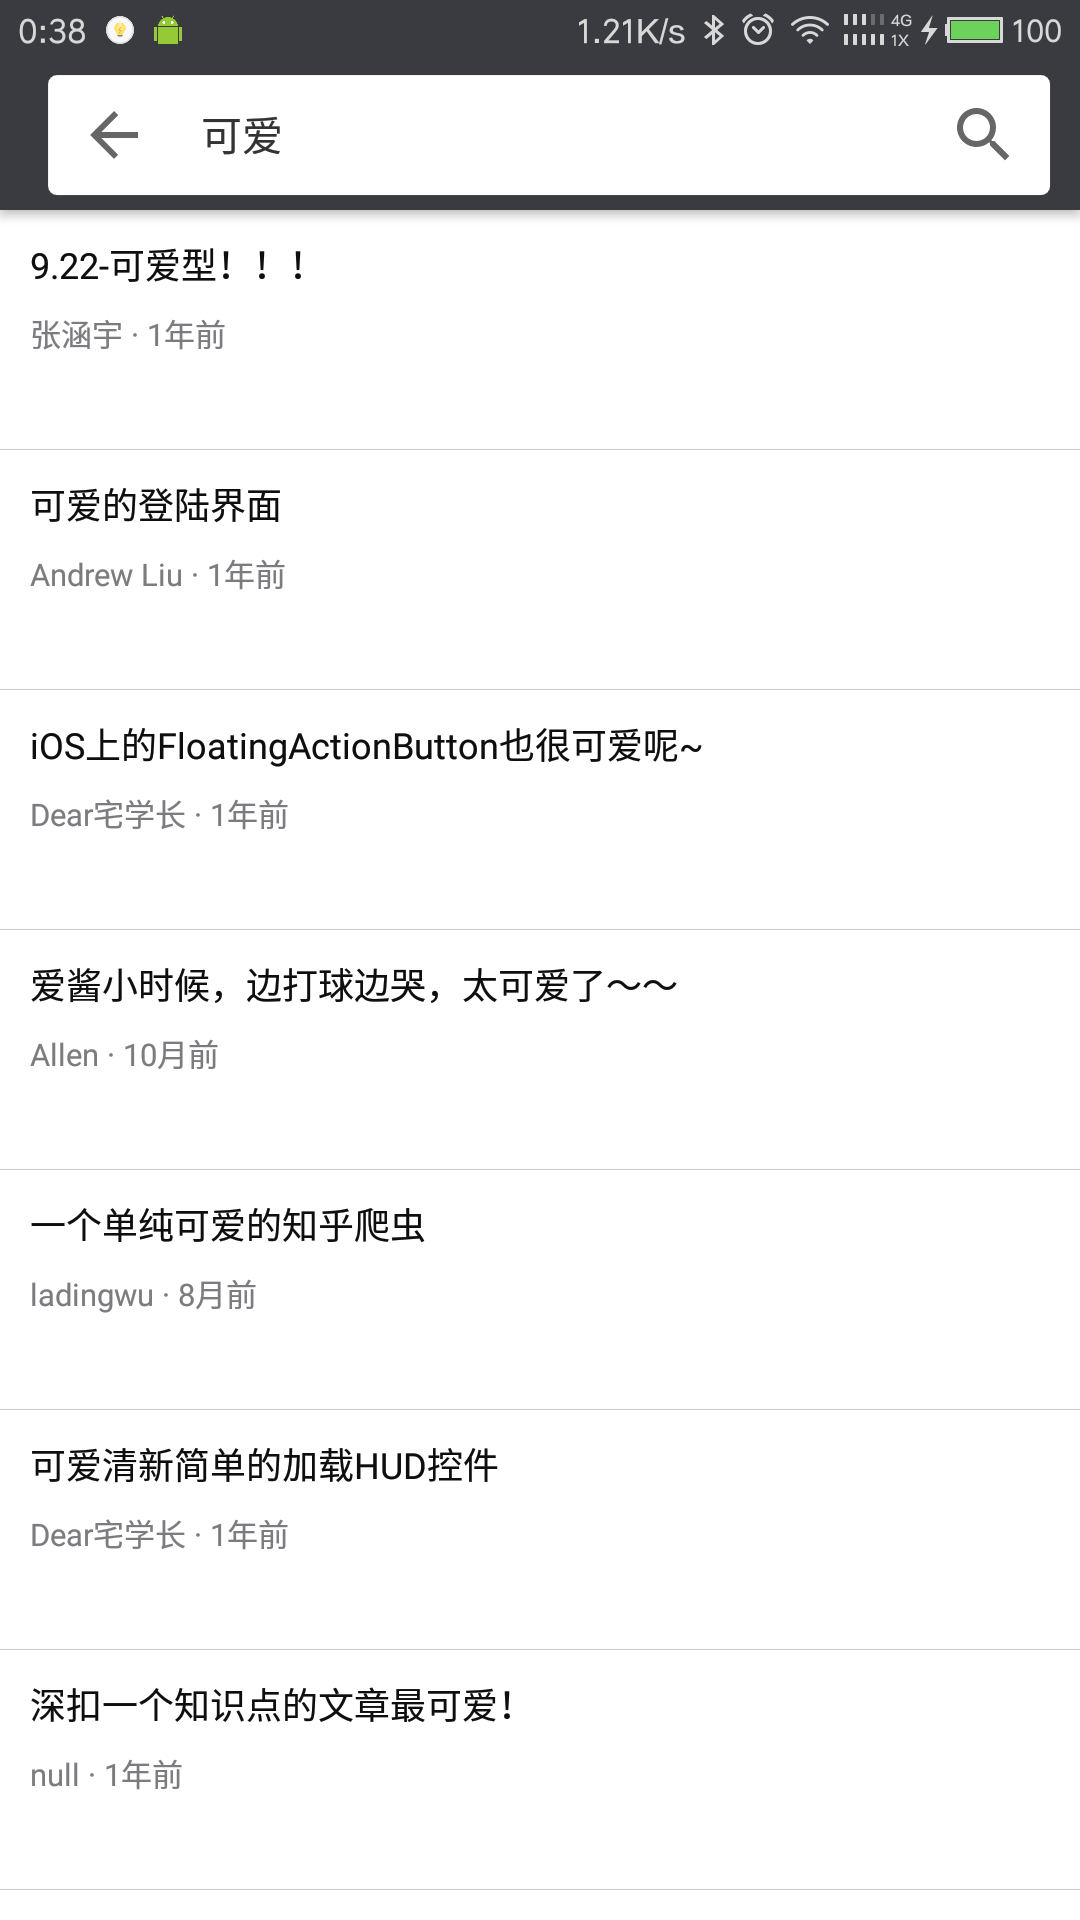 0:38 1.21K/s 4G 1X 100
可爱
9.22-可爱型！！！
张涵宇 · 1年前
可爱的登陆界面
Andrew Liu · 1年前
iOS上的FloatingActionButton也很可爱呢~
Dear宅学长 · 1年前
爱酱小时候，边打球边哭，太可爱了～～
Allen · 10月前
一个单纯可爱的知乎爬虫
ladingwu · 8月前
可爱清新简单的加载HUD控件
Dear宅学长 · 1年前
深扣一个知识点的文章最可爱！
null · 1年前